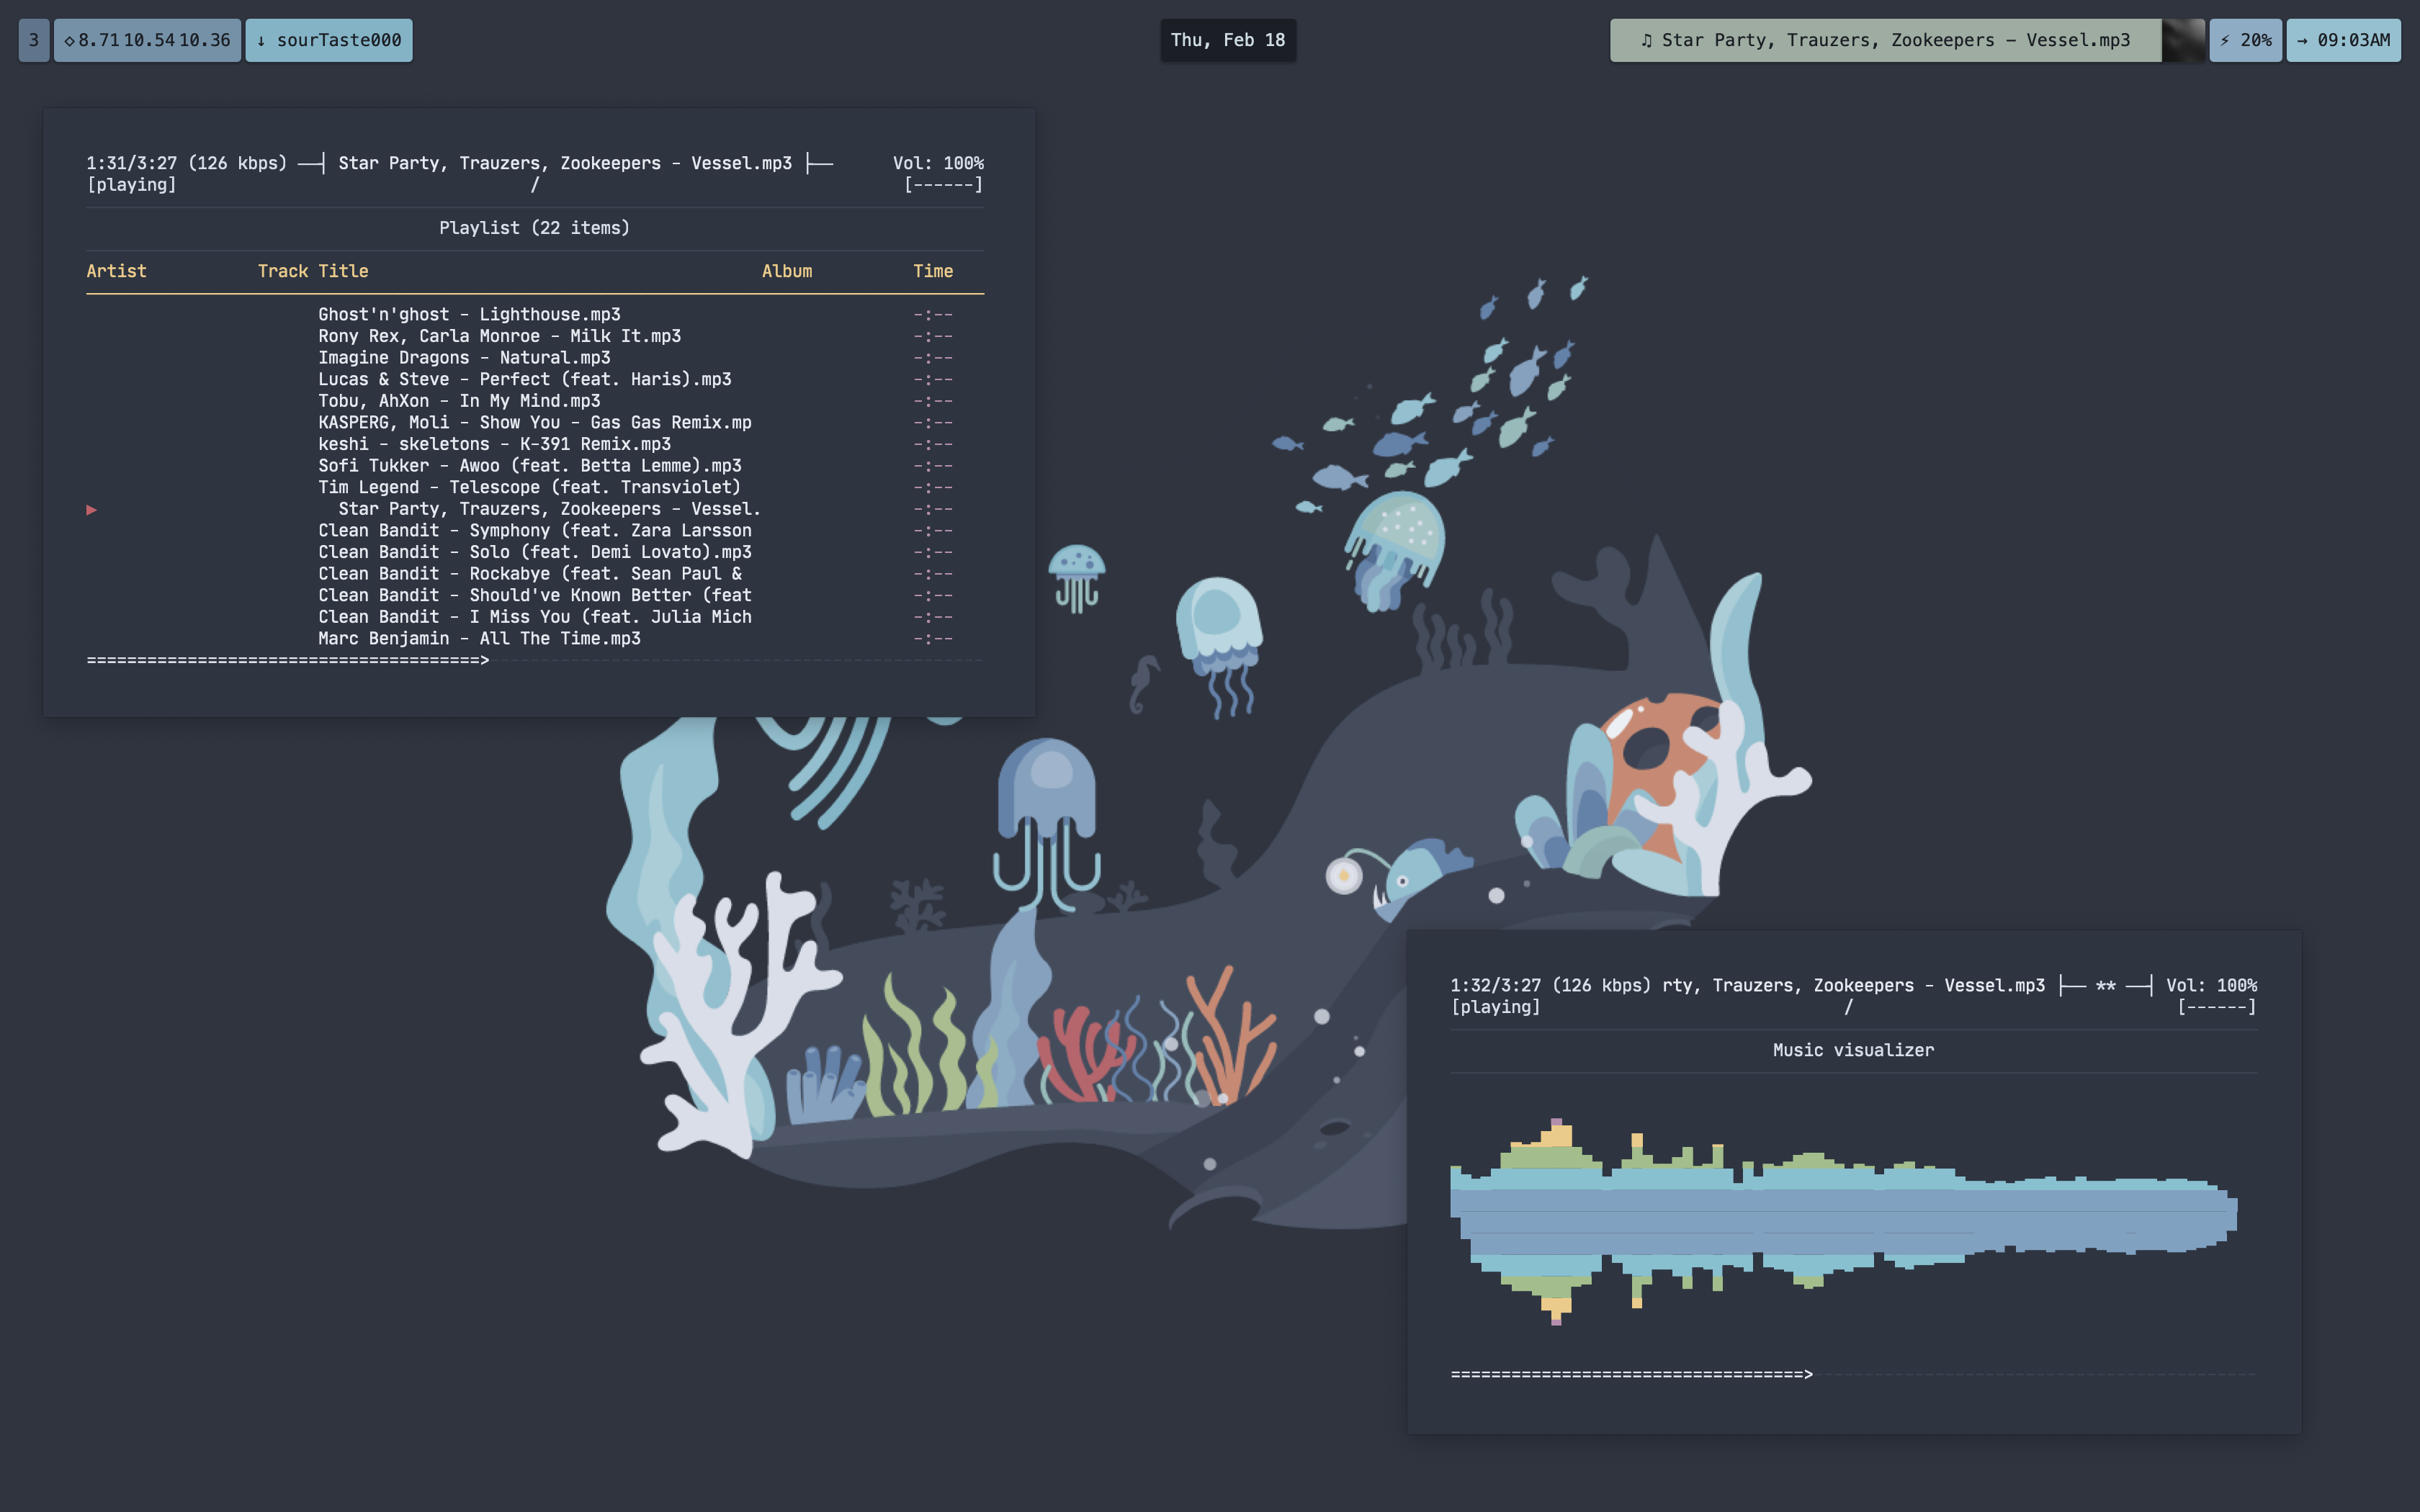 3 ◇ 8.71 10.54 10.36 ↓ sourTaste000 Thu, Feb 18 ♫ Star Party, Trauzers, Zookeepers - Vessel.mp3 ⚡ 20% → 09:03AM
1:31/3:27 (126 kbps) ──┤ Star Party, Trauzers, Zookeepers - Vessel.mp3 ├── Vol: 100%
[playing] / [------]
Playlist (22 items)
Artist Track Title Album Time
Ghost'n'ghost - Lighthouse.mp3 -:--
Rony Rex, Carla Monroe - Milk It.mp3 -:--
Imagine Dragons - Natural.mp3 -:--
Lucas & Steve - Perfect (feat. Haris).mp3 -:--
Tobu, AhXon - In My Mind.mp3 -:--
KASPERG, Moli - Show You - Gas Gas Remix.mp -:--
keshi - skeletons - K-391 Remix.mp3 -:--
Sofi Tukker - Awoo (feat. Betta Lemme).mp3 -:--
Tim Legend - Telescope (feat. Transviolet) -:--
▶ Star Party, Trauzers, Zookeepers - Vessel. -:--
Clean Bandit - Symphony (feat. Zara Larsson -:--
Clean Bandit - Solo (feat. Demi Lovato).mp3 -:--
Clean Bandit - Rockabye (feat. Sean Paul & -:--
Clean Bandit - Should've Known Better (feat -:--
Clean Bandit - I Miss You (feat. Julia Mich -:--
Marc Benjamin - All The Time.mp3 -:--
=======================================>
1:32/3:27 (126 kbps) rty, Trauzers, Zookeepers - Vessel.mp3 ├── ** ──┤ Vol: 100%
[playing] / [------]
Music visualizer
===================================>